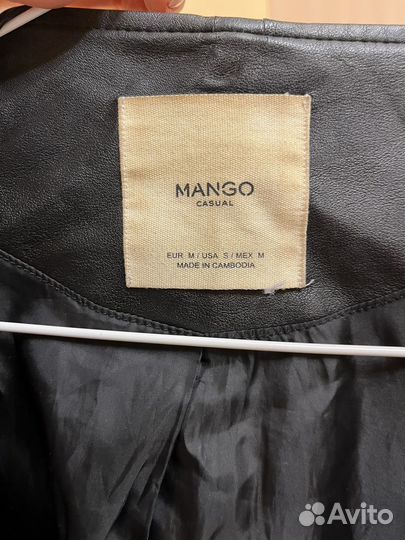 MANGO
CASUAL
EUR M / USA S / MEX M
MADE IN CAMBODIA
Avito